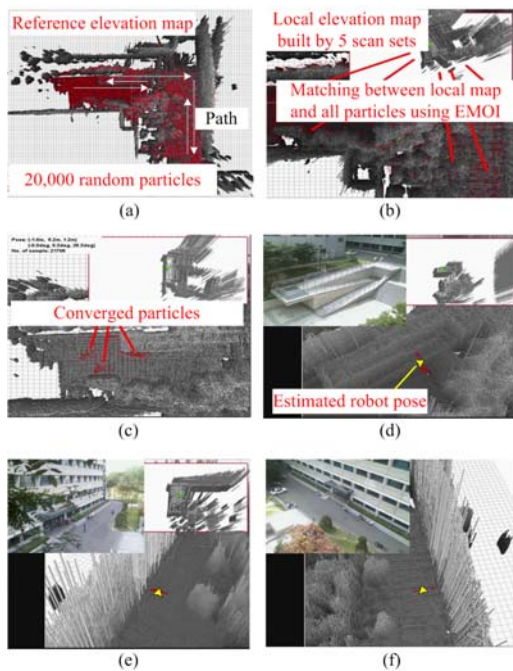 Reference elevation map
Path
20,000 random particles
(a)
Local elevation map
built by 5 scan sets
Matching between local map
and all particles using EMOI
(b)
Converged particles
(c)
Estimated robot pose
(d)
(e)
(f)